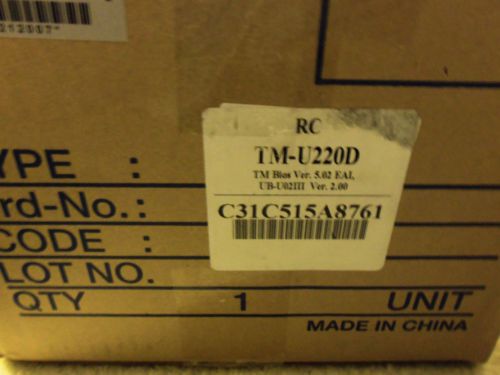 212007"
RC
TM-U220D
TM Bios Ver. 5.02 EAI,
UB-U02III Ver. 2.00
C31C515A8761
YPE :
rd-No.:
CODE :
LOT NO.
QTY 1 UNIT
MADE IN CHINA